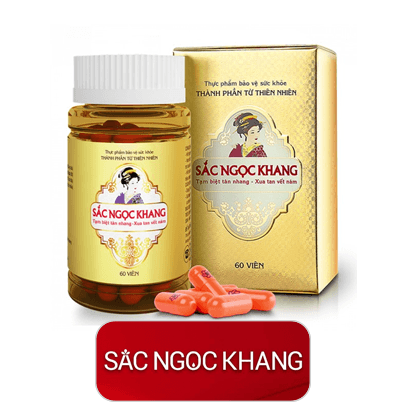 Thực phẩm bảo vệ sức khỏe
THÀNH PHẦN TỪ THIÊN NHIÊN
SẮC NGỌC KHANG
Tạm biệt tàn nhang - Xua tan vết nám
60 VIÊN
Thực phẩm bảo vệ sức khỏe
THÀNH PHẦN TỪ THIÊN NHIÊN
SẮC NGỌC KHANG
Tạm biệt tàn nhang - Xua tan vết nám
60 VIÊN
SẮC NGỌC KHANG